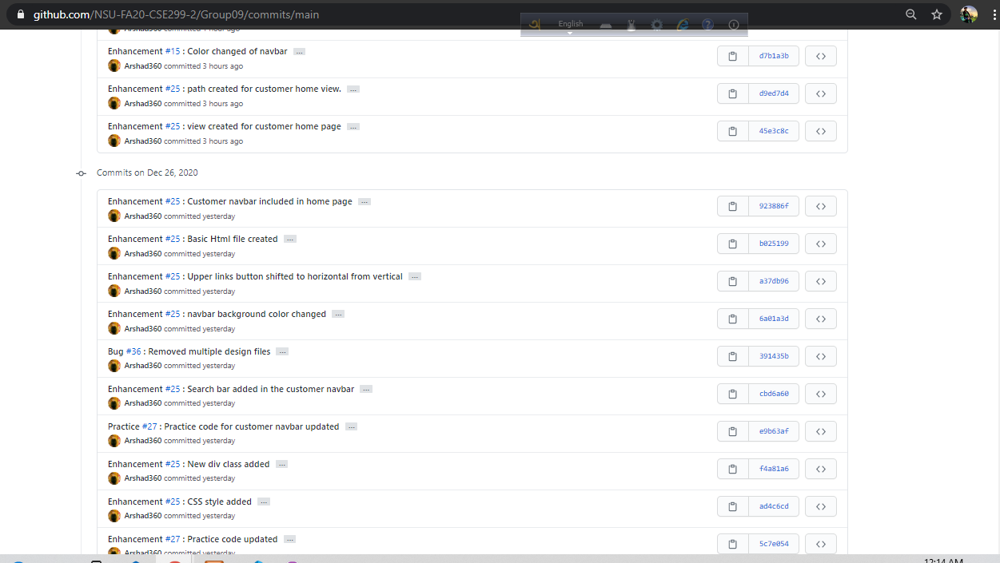 github.com/NSU-FA20-CSE299-2/Group09/commits/main
English
Enhancement #15 : Color changed of navbar …
d7b1a3b
Arshad360 committed 3 hours ago
Enhancement #25 : path created for customer home view. …
d9ed7d4
Arshad360 committed 3 hours ago
Enhancement #25 : view created for customer home page …
45e3c8c
Arshad360 committed 3 hours ago
Commits on Dec 26, 2020
Enhancement #25 : Customer navbar included in home page …
923886f
Arshad360 committed yesterday
Enhancement #25 : Basic Html file created …
b025199
Arshad360 committed yesterday
Enhancement #25 : Upper links button shifted to horizontal from vertical …
a37db96
Arshad360 committed yesterday
Enhancement #25 : navbar background color changed …
6a01a3d
Arshad360 committed yesterday
Bug #36 : Removed multiple design files …
391435b
Arshad360 committed yesterday
Enhancement #25 : Search bar added in the customer navbar …
cbd6a60
Arshad360 committed yesterday
Practice #27 : Practice code for customer navbar updated …
e9b63af
Arshad360 committed yesterday
Enhancement #25 : New div class added …
f4a81a6
Arshad360 committed yesterday
Enhancement #25 : CSS style added …
ad4c6cd
Arshad360 committed yesterday
Enhancement #27 : Practice code updated …
5c7e054
Arshad360 committed yesterday
12:14 AM